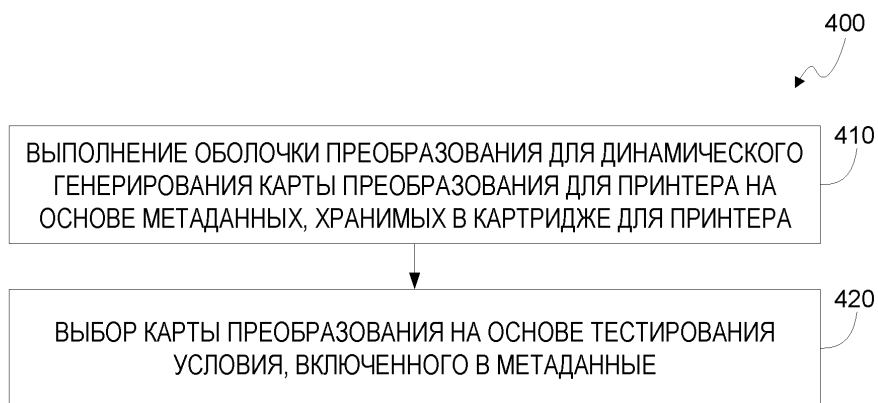 400
410
ВЫПОЛНЕНИЕ ОБОЛОЧКИ ПРЕОБРАЗОВАНИЯ ДЛЯ ДИНАМИЧЕСКОГО
ГЕНЕРИРОВАНИЯ КАРТЫ ПРЕОБРАЗОВАНИЯ ДЛЯ ПРИНТЕРА НА
ОСНОВЕ МЕТАДАННЫХ, ХРАНИМЫХ В КАРТРИДЖЕ ДЛЯ ПРИНТЕРА
420
ВЫБОР КАРТЫ ПРЕОБРАЗОВАНИЯ НА ОСНОВЕ ТЕСТИРОВАНИЯ
УСЛОВИЯ, ВКЛЮЧЕННОГО В МЕТАДАННЫЕ